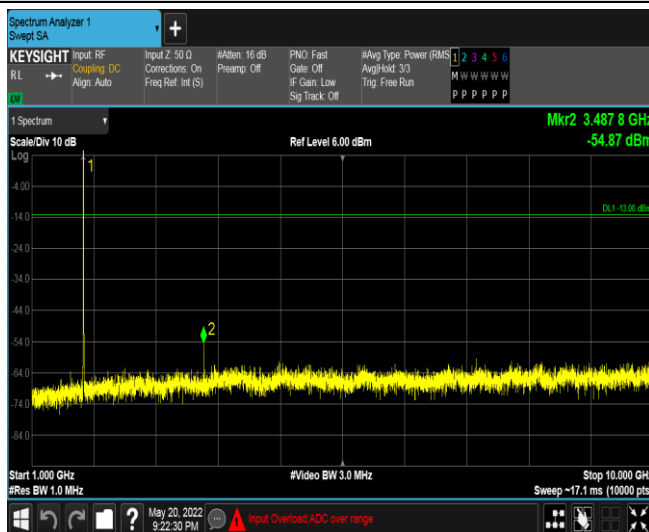 Spectrum Analyzer 1
Swept SA
+
KEYSIGHT
RL
Input: RF
Coupling: DC
Align: Auto
Input Z: 50 Ω
Corrections: On
Freq Ref: Int (S)
#Atten: 16 dB
Preamp: Off
PNO: Fast
Gate: Off
IF Gain: Low
Sig Track: Off
#Avg Type: Power (RMS
Avg|Hold: 3/3
Trig: Free Run
1 2 3 4 5 6
M W W W W W
P P P P P P
1 Spectrum
Mkr2 3.487 8 GHz
-54.87 dBm
Scale/Div 10 dB
Ref Level 6.00 dBm
Log
1
-4.00
DL1 -13.00 dBm
-14.0
-24.0
-34.0
-44.0
2
-54.0
-64.0
-74.0
-84.0
Start 1.000 GHz
#Video BW 3.0 MHz
Stop 10.000 GHz
#Res BW 1.0 MHz
Sweep ~17.1 ms (10000 pts)
?
May 20, 2022
9:22:30 PM
Input Overload;ADC over range